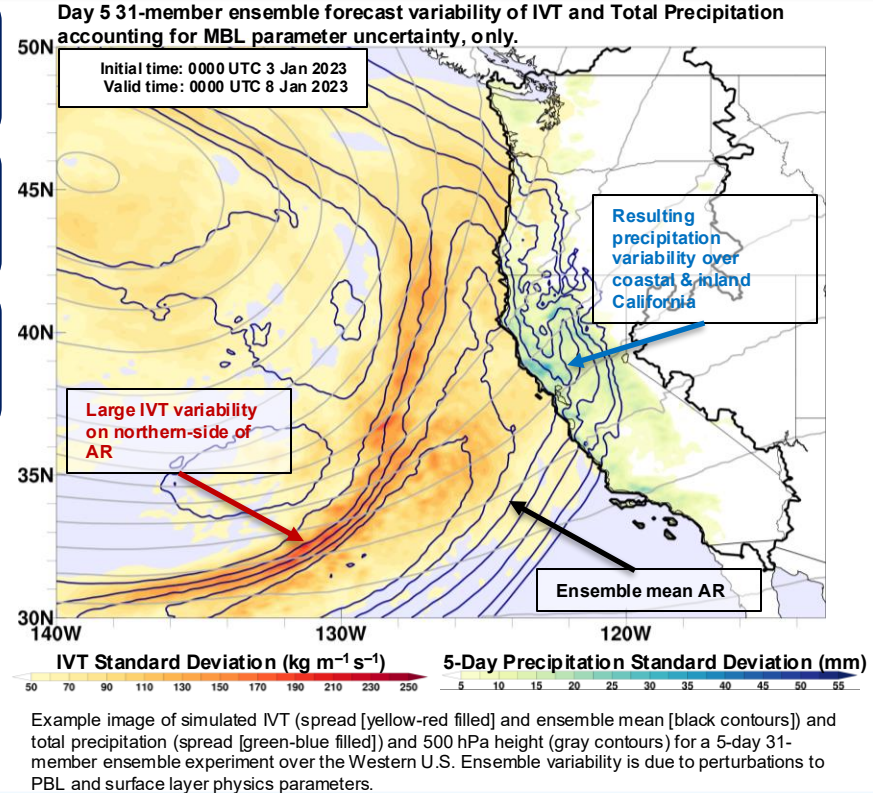 Day 5 31-member ensemble forecast variability of IVT and Total Precipitation
accounting for MBL parameter uncertainty, only.
50N
Initial time: 0000 UTC 3 Jan 2023
Valid time: 0000 UTC 8 Jan 2023
45N
Resulting
precipitation
variability over
coastal & inland
California
40N
Large IVT variability
on northern-side of
AR
35N
Ensemble mean AR
30N
140W 130W 120W
IVT Standard Deviation (kg m⁻¹ s⁻¹)
50 70 90 110 130 150 170 190 210 230 250
5-Day Precipitation Standard Deviation (mm)
5 10 15 20 25 30 35 40 45 50 55
Example image of simulated IVT (spread [yellow-red filled] and ensemble mean [black contours]) and
total precipitation (spread [green-blue filled]) and 500 hPa height (gray contours) for a 5-day 31-
member ensemble experiment over the Western U.S. Ensemble variability is due to perturbations to
PBL and surface layer physics parameters.